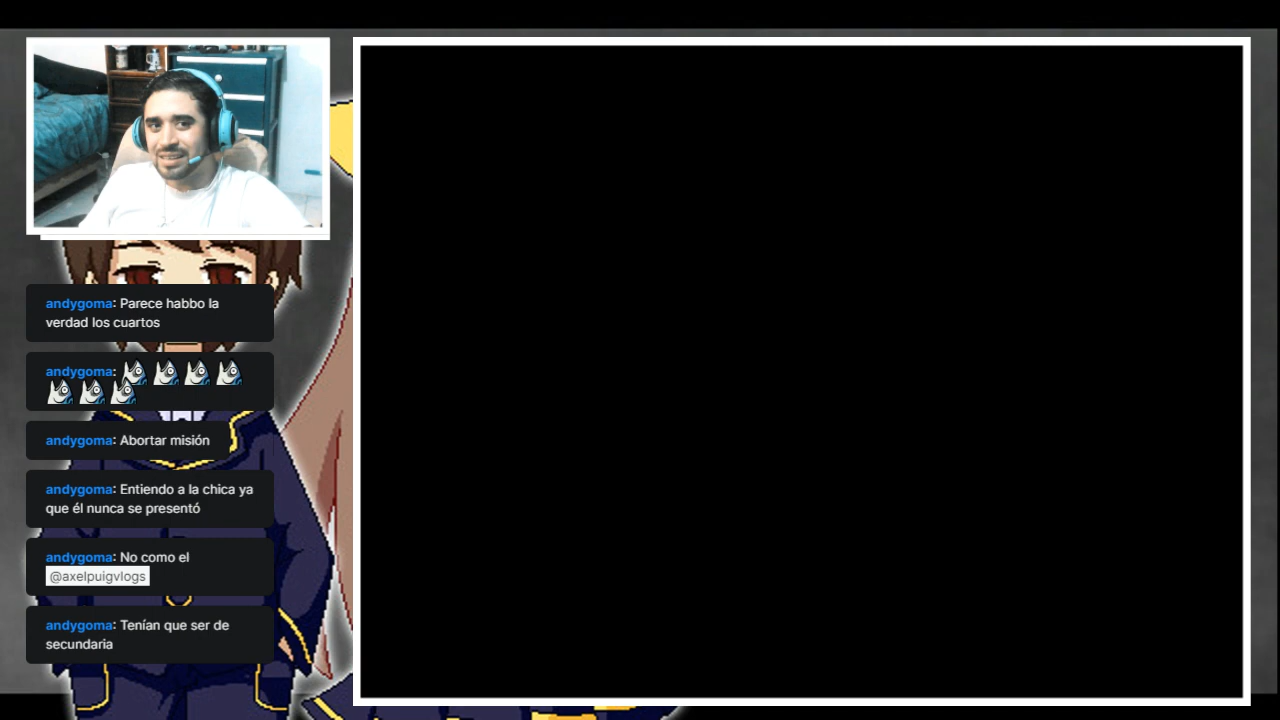 andygoma: Parece habbo la
verdad los cuartos
andygoma:
andygoma: Abortar misión
andygoma: Entiendo a la chica ya
que él nunca se presentó
andygoma: No como el
@axelpuigvlogs
andygoma: Tenían que ser de
secundaria